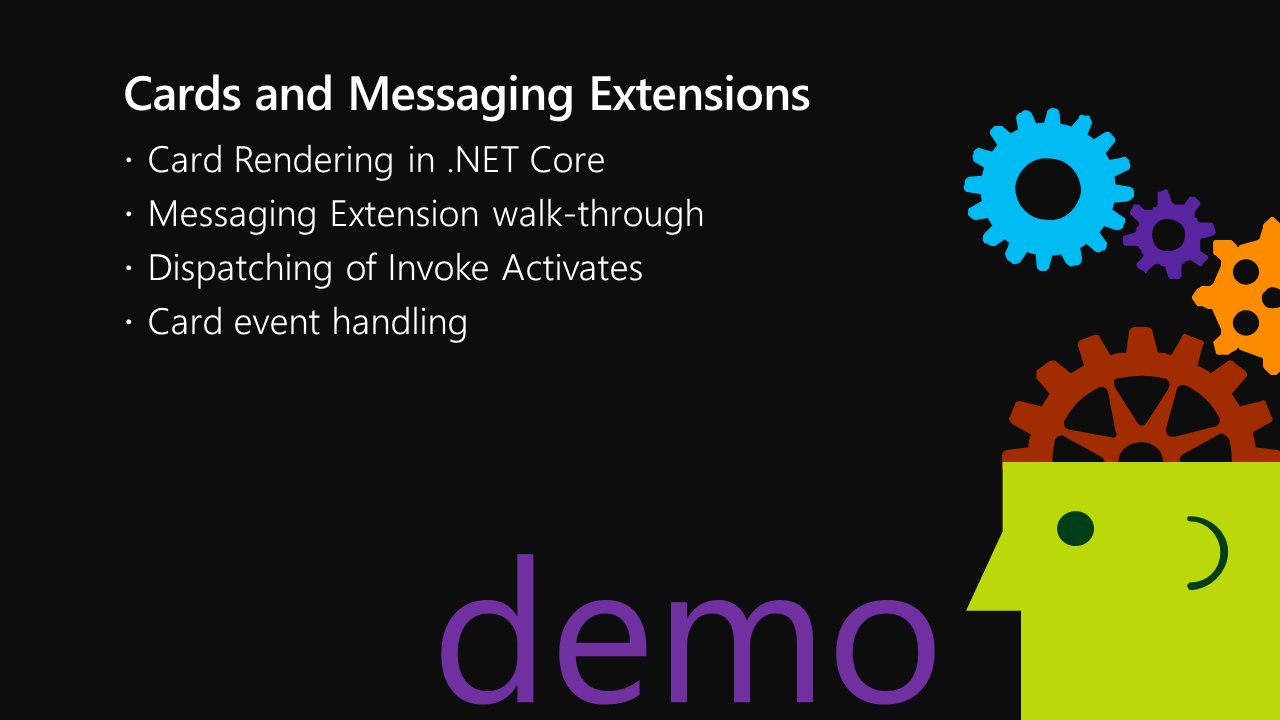 Cards and Messaging Extensions
· Card Rendering in .NET Core
· Messaging Extension walk-through
· Dispatching of Invoke Activates
· Card event handling
demo